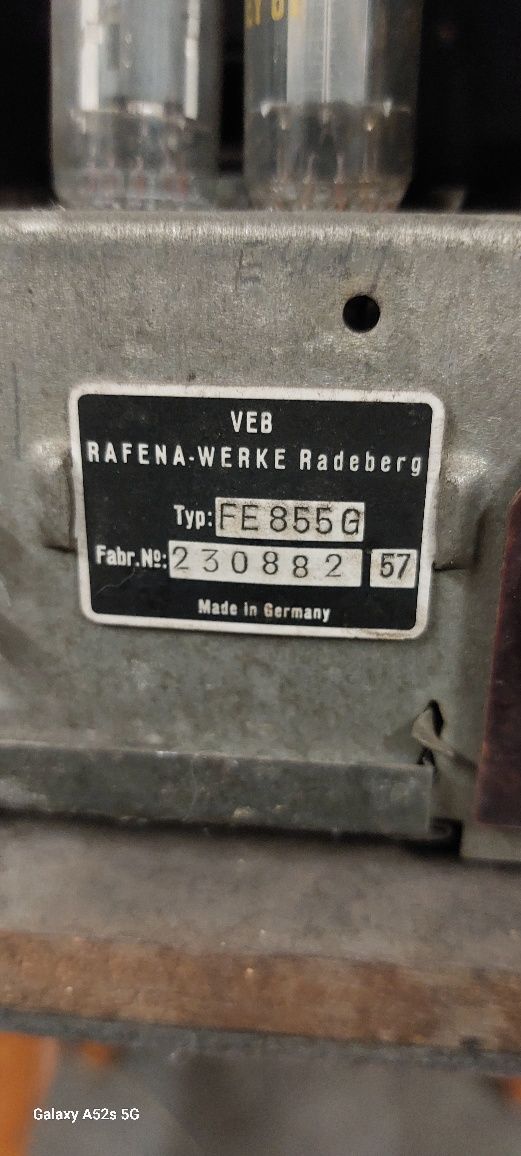 VEB
RAFENA-WERKE Radeberg
Typ: FE 855 G
Fabr.Nº: 230882 57
Made in Germany
Galaxy A52s 5G